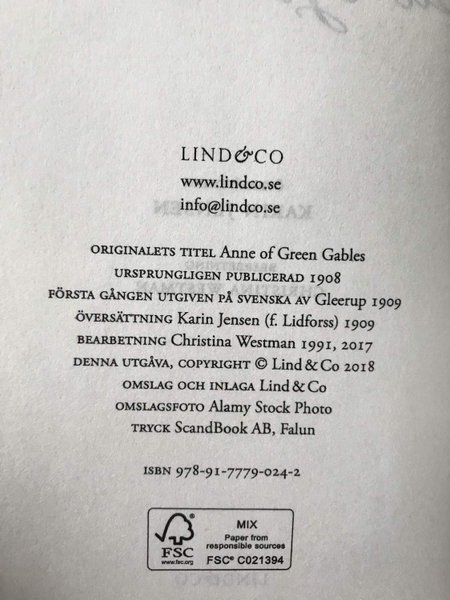 LIND&CO
www.lindco.se
info@lindco.se
ORIGINALETS TITEL Anne of Green Gables
URSPRUNGLIGEN PUBLICERAD 1908
FÖRSTA GÅNGEN UTGIVEN PÅ SVENSKA AV Gleerup 1909
ÖVERSÄTTNING Karin Jensen (f. Lidforss) 1909
BEARBETNING Christina Westman 1991, 2017
DENNA UTGÅVA, COPYRIGHT © Lind & Co 2018
OMSLAG OCH INLAGA Lind & Co
OMSLAGSFOTO Alamy Stock Photo
TRYCK ScandBook AB, Falun
ISBN 978-91-7779-024-2
FSC
www.fsc.org
MIX
Paper from
responsible sources
FSC® C021394